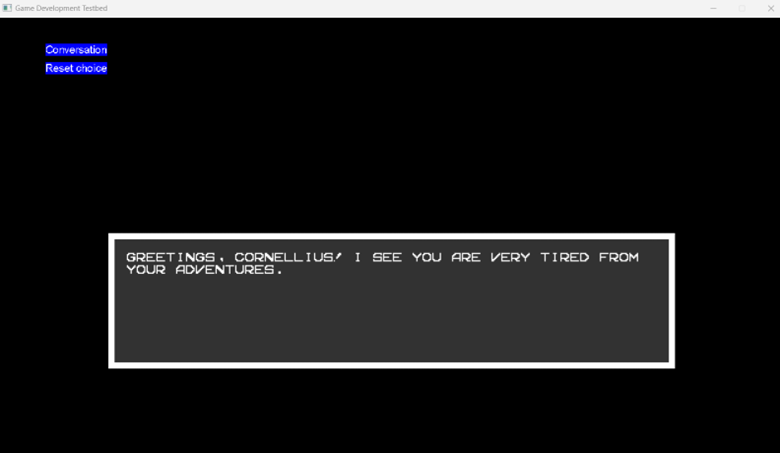 Game Development Testbed
Conversation
Reset choice
GREETINGS, CORNELLIUS! I SEE YOU ARE VERY TIRED FROM
YOUR ADVENTURES.